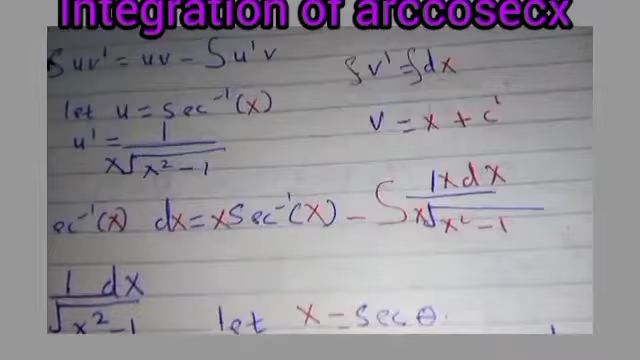 Integration of arccosecx
∫uv' = uv - ∫u'v
∫v' = ∫dx
let u = sec⁻¹(x)
v = x + c'
u' = 1/(x√(x²-1))
ec⁻¹(x) dx = x sec⁻¹(x) - ∫ 1x dx/(x√(x²-1))
1 dx/√(x²-1) let x = secθ.